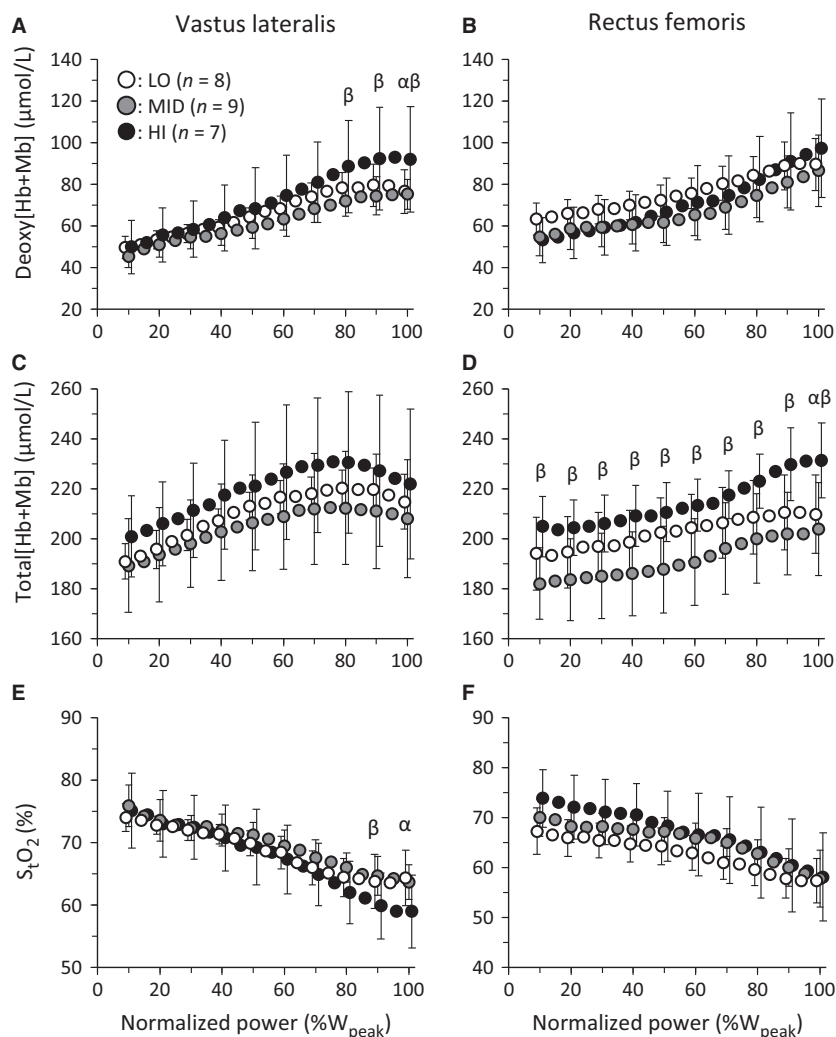 A Vastus lateralis
B Rectus femoris
Deoxy[Hb+Mb] (µmol/L)
140
120
100
80
60
40
20
: LO (n = 8)
: MID (n = 9)
: HI (n = 7)
β β αβ
0 20 40 60 80 100
140
120
100
80
60
40
20
0 20 40 60 80 100
C
Total[Hb+Mb] (µmol/L)
260
240
220
200
180
160
0 20 40 60 80 100
D
260
240
220
200
180
160
β β β β β β β β β αβ
0 20 40 60 80 100
E
StO2 (%)
90
80
70
60
50
β α
0 20 40 60 80 100
Normalized power (%Wpeak)
F
90
80
70
60
50
40
0 20 40 60 80 100
Normalized power (%Wpeak)